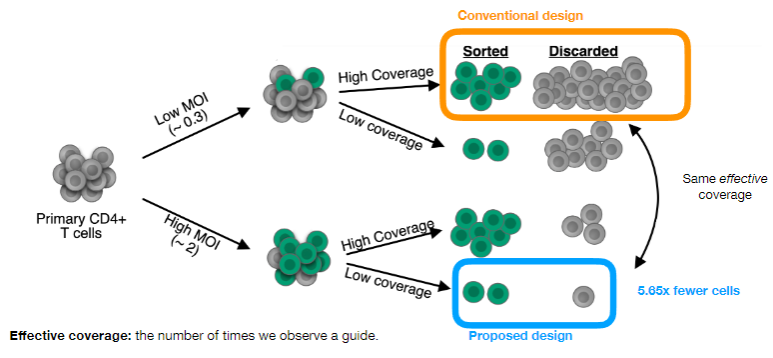 Conventional design
Sorted
Discarded
High Coverage
Low MOI
(~ 0.3)
Low coverage
Same effective
coverage
Primary CD4+
T cells
High MOI
(~ 2)
High Coverage
Low coverage
5.65x fewer cells
Effective coverage: the number of times we observe a guide.
Proposed design